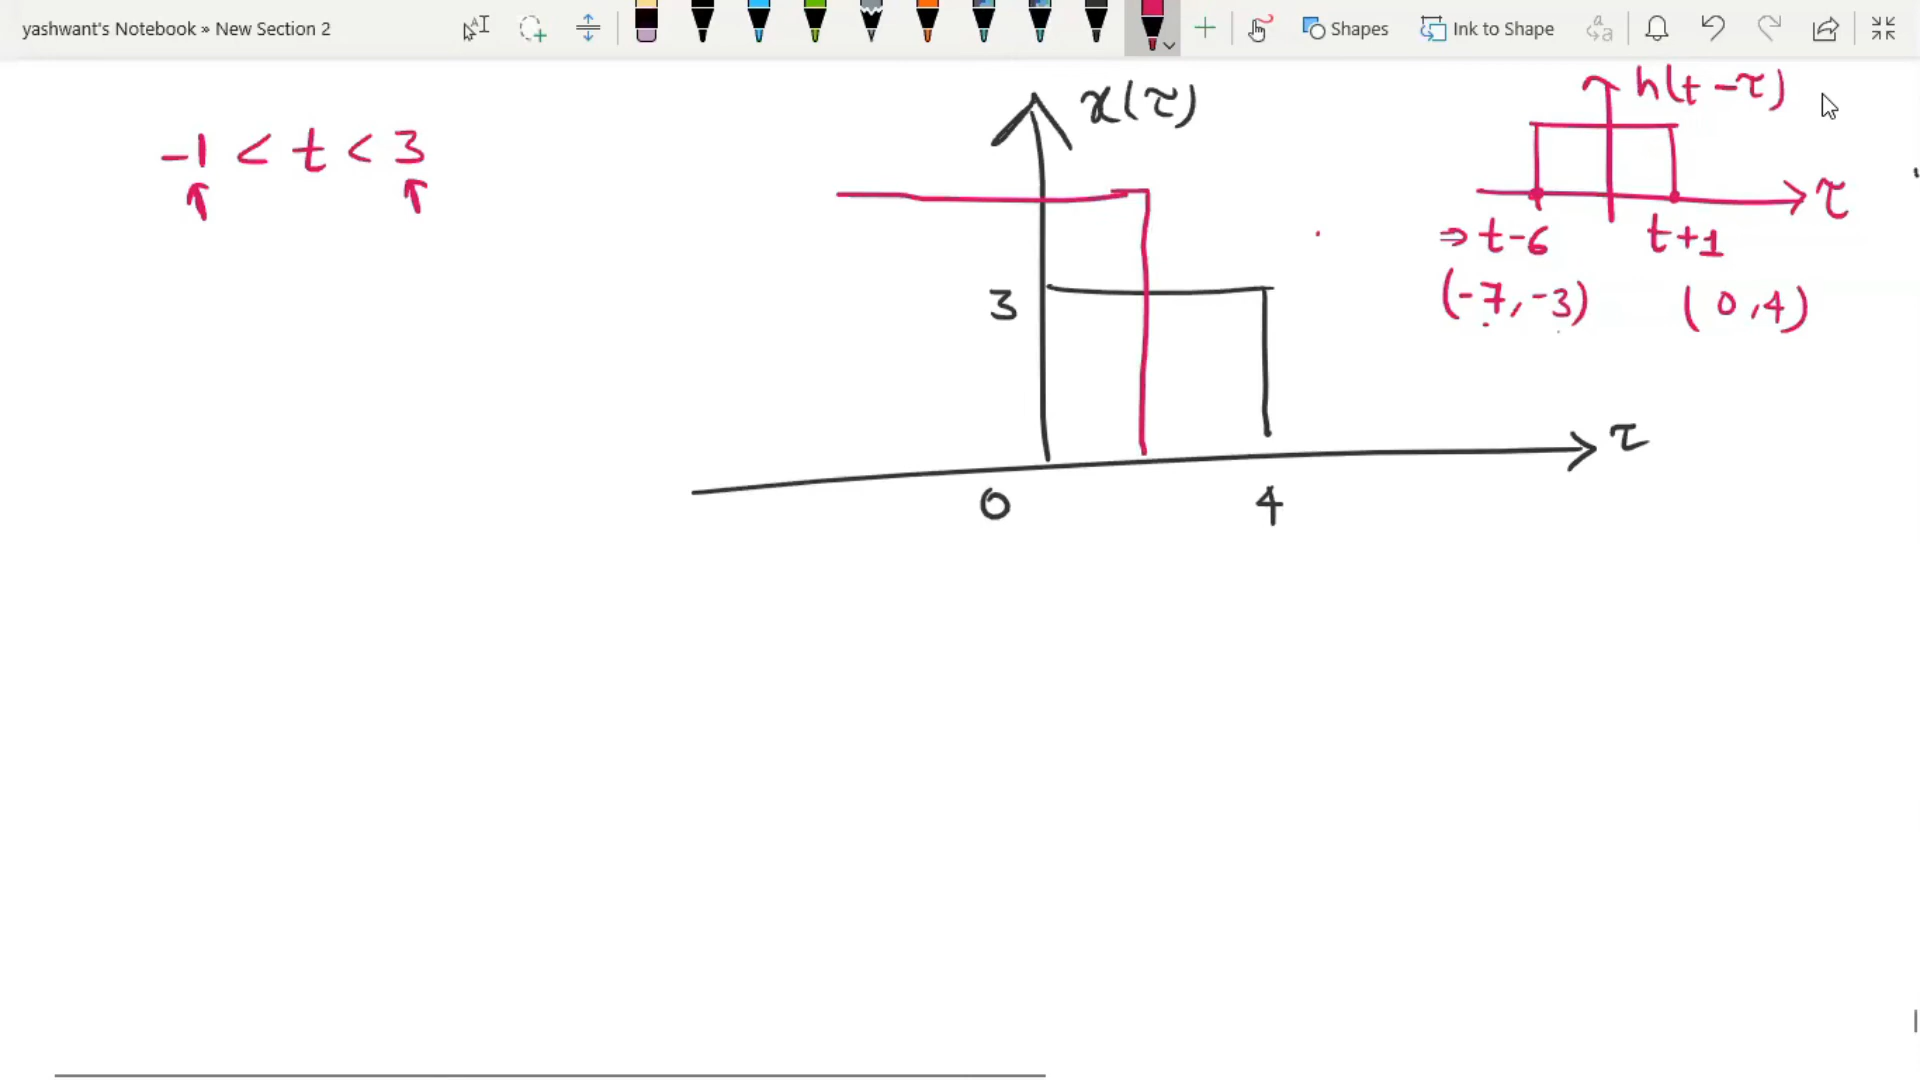 yashwant's Notebook » New Section 2
Shapes
Ink to Shape
-1 < t < 3
x(τ)
3
0
4
τ
h(t-τ)
τ
⇒ t-6
t+1
(-7,-3)
(0,4)